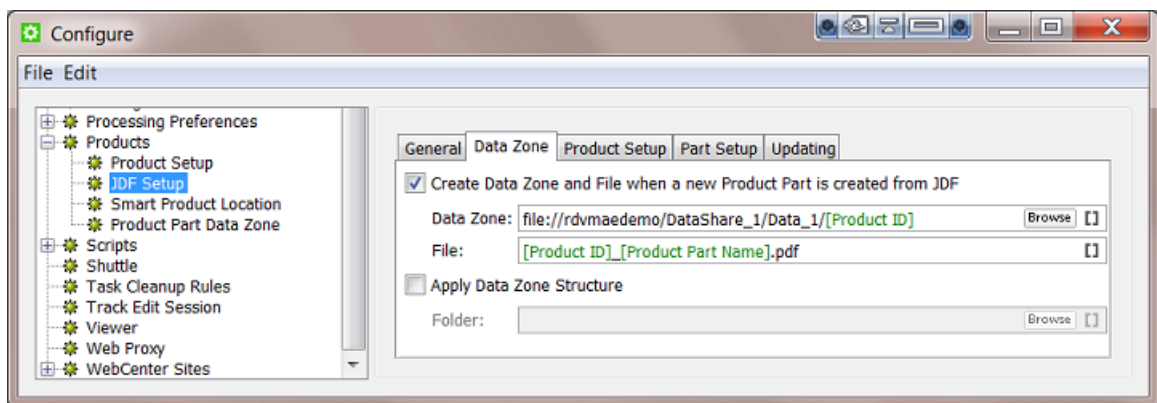 Configure
File Edit
Processing Preferences
Products
Product Setup
JDF Setup
Smart Product Location
Product Part Data Zone
Scripts
Shuttle
Task Cleanup Rules
Track Edit Session
Viewer
Web Proxy
WebCenter Sites
General Data Zone Product Setup Part Setup Updating
Create Data Zone and File when a new Product Part is created from JDF
Data Zone: file://rdvmaedemo/DataShare_1/Data_1/[Product ID] Browse []
File: [Product ID]_[Product Part Name].pdf []
Apply Data Zone Structure
Folder: Browse []